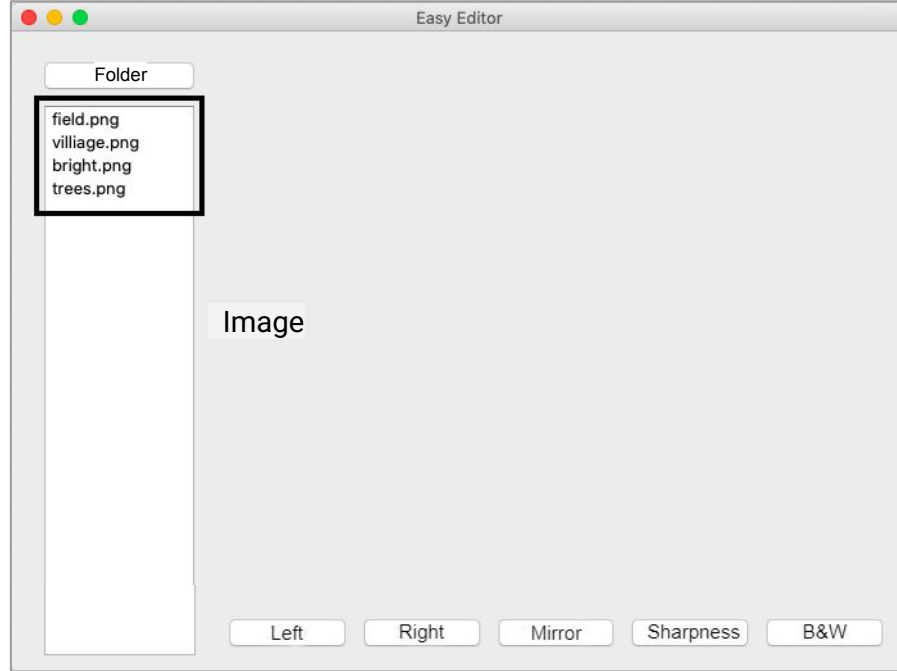 Easy Editor
Folder
field.png
villiage.png
bright.png
trees.png
Image
Left Right Mirror Sharpness B&W